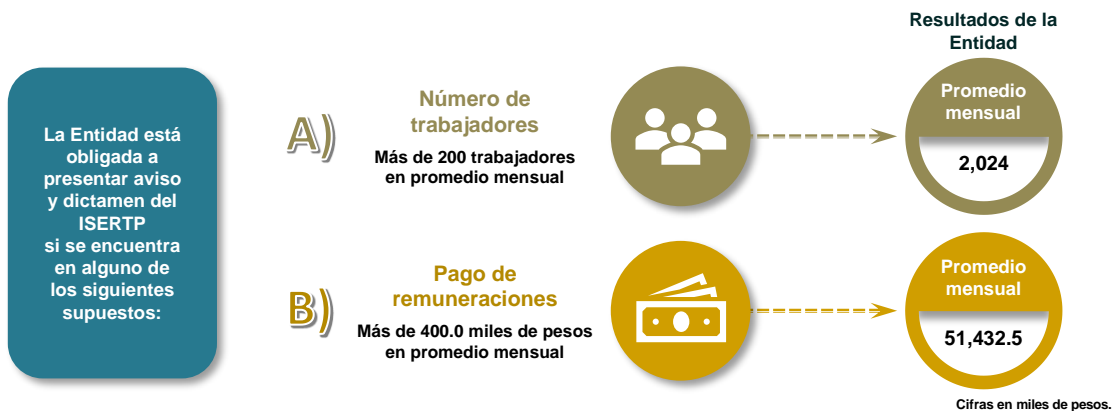 Resultados de la
Entidad
La Entidad está
obligada a
presentar aviso
y dictamen del
ISERTP
si se encuentra
en alguno de
los siguientes
supuestos:
A)
Número de
trabajadores
Más de 200 trabajadores
en promedio mensual
Promedio
mensual
2,024
B)
Pago de
remuneraciones
Más de 400.0 miles de pesos
en promedio mensual
Promedio
mensual
51,432.5
Cifras en miles de pesos.